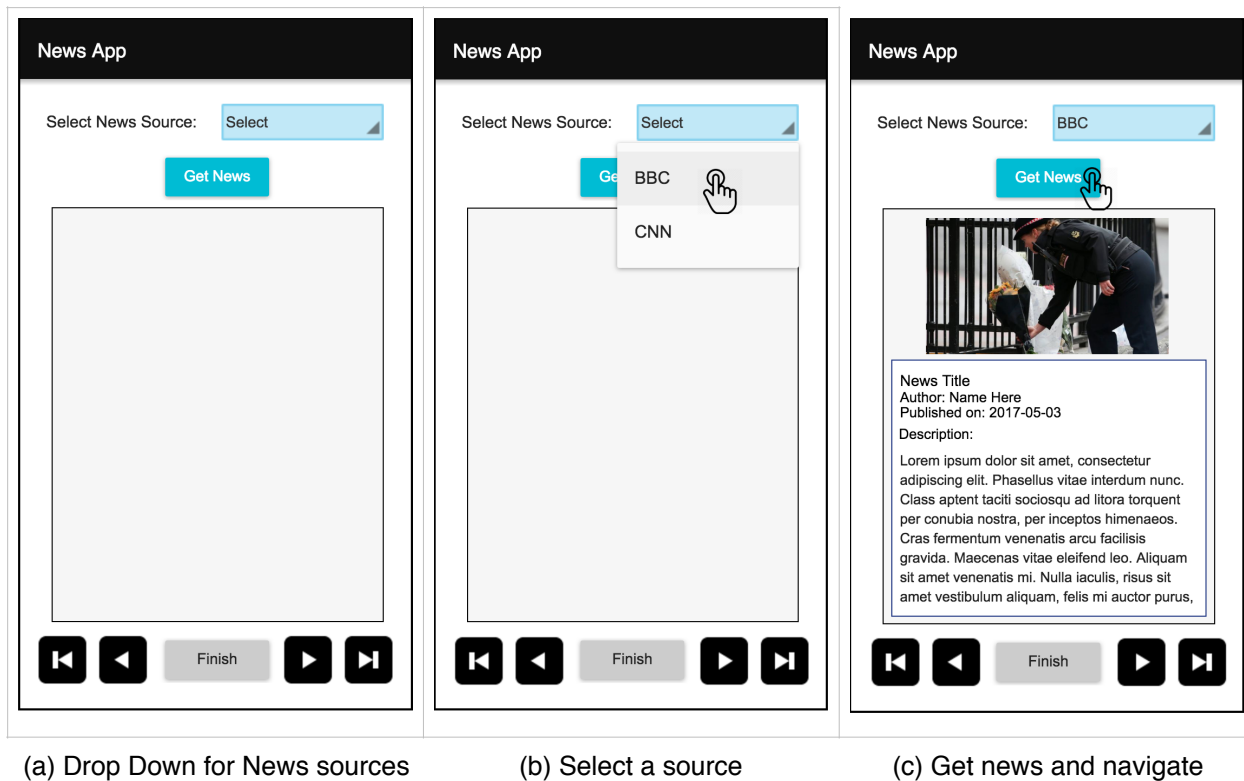 News App
Select News Source: Select
Get News
Finish
(a) Drop Down for News sources
News App
Select News Source: Select
Ge
BBC
CNN
Finish
(b) Select a source
News App
Select News Source: BBC
Get News
News Title
Author: Name Here
Published on: 2017-05-03
Description:
Lorem ipsum dolor sit amet, consectetur
adipiscing elit. Phasellus vitae interdum nunc.
Class aptent taciti sociosqu ad litora torquent
per conubia nostra, per inceptos himenaeos.
Cras fermentum venenatis arcu facilisis
gravida. Maecenas vitae eleifend leo. Aliquam
sit amet venenatis mi. Nulla iaculis, risus sit
amet vestibulum aliquam, felis mi auctor purus,
Finish
(c) Get news and navigate